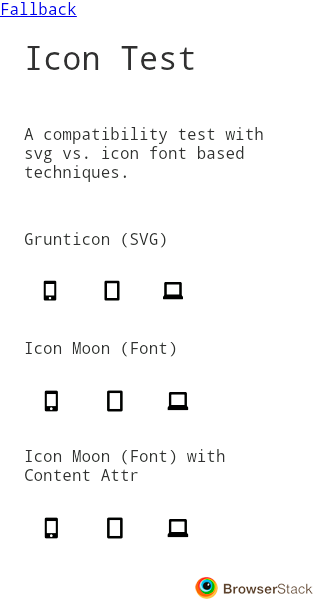 Fallback
Icon Test
A compatibility test with
svg vs. icon font based
techniques.
Grunticon (SVG)
Icon Moon (Font)
Icon Moon (Font) with
Content Attr
BrowserStack